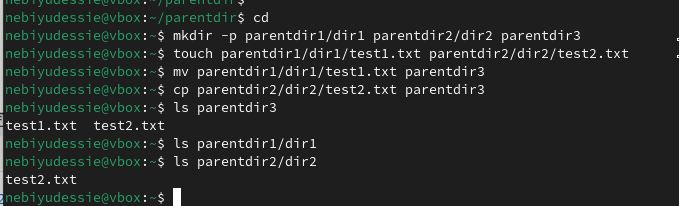 nebiyudessie@vbox:~/parentdir$
nebiyudessie@vbox:~/parentdir$ cd
nebiyudessie@vbox:~$ mkdir -p parentdir1/dir1 parentdir2/dir2 parentdir3
nebiyudessie@vbox:~$ touch parentdir1/dir1/test1.txt parentdir2/dir2/test2.txt
nebiyudessie@vbox:~$ mv parentdir1/dir1/test1.txt parentdir3
nebiyudessie@vbox:~$ cp parentdir2/dir2/test2.txt parentdir3
nebiyudessie@vbox:~$ ls parentdir3
test1.txt  test2.txt
nebiyudessie@vbox:~$ ls parentdir1/dir1
nebiyudessie@vbox:~$ ls parentdir2/dir2
test2.txt
nebiyudessie@vbox:~$